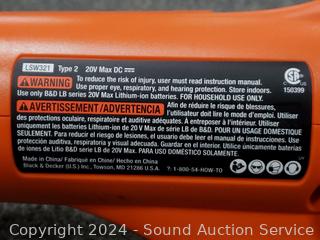 LSW321 Type 2 20V Max DC
WARNING To reduce the risk of injury, user must read instruction manual.
Use proper eye, respiratory, and hearing protection. Store indoors.
Use only B&D LB series 20V Max Lithium-ion batteries. FOR HOUSEHOLD USE ONLY.
150399
AVERTISSEMENT/ADVERTENCIA Afin de réduire le risque de blessures,
l'utilisateur doit lire le mode d'emploi. Utiliser
des protections oculaires, respiratoires et auditives adéquates. À entreposer à l'intérieur. Utiliser
uniquement les batteries Lithium-ion de 20 V Max de série LB de B&D. POUR UN USAGE DOMESTIQUE
SEULEMENT. Para reducir el riesgo de lesiones, el usuario debe leer el manual de instrucciones. Use
protección auditiva, respiratoria y visual adecuada. Guardar en el interior. Utilice únicamente baterías
de iones de Litio B&D série LB de 20V Max. PARA USO DOMÉSTICO SOLAMENTE.
Made in China/ Fabriqué en Chine/ Hecho en China
Black & Decker (U.S.) Inc., Towson, MD 21286 U.S.A. ?: 1-800-54-HOW-TO
Copyright 2024 - Sound Auction Service